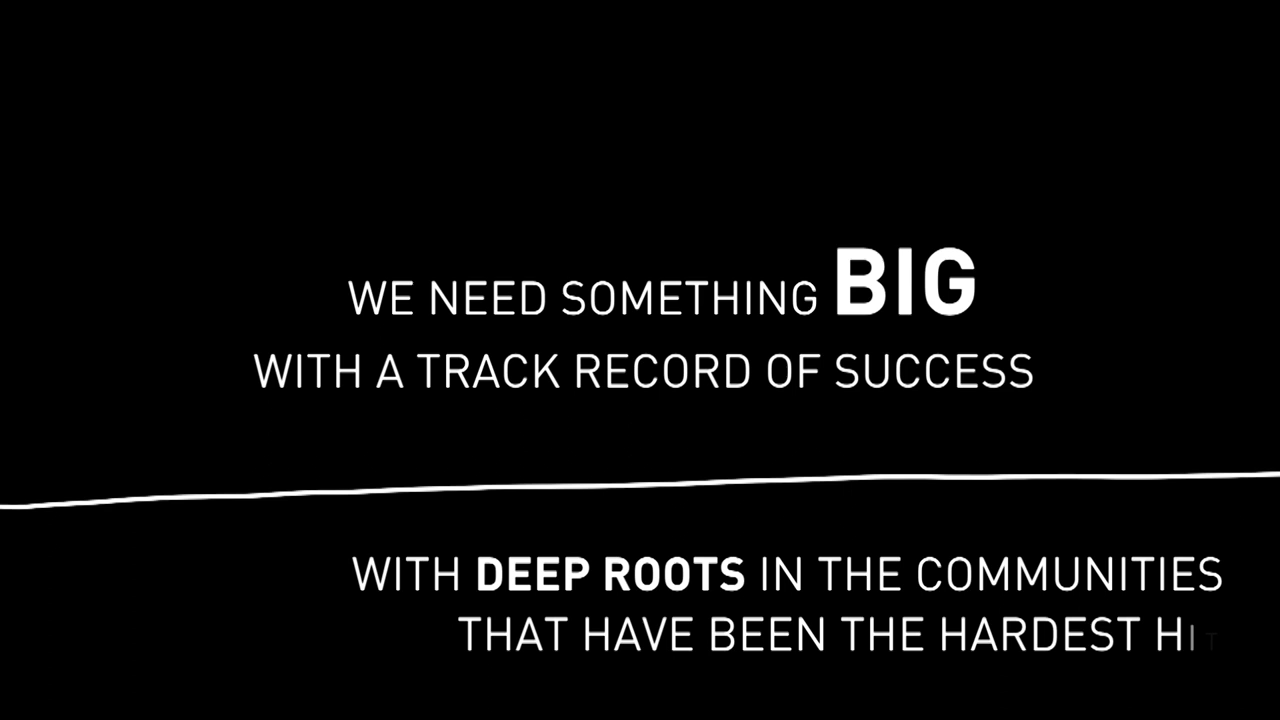 WE NEED SOMETHING BIG
WITH A TRACK RECORD OF SUCCESS
WITH DEEP ROOTS IN THE COMMUNITIES
THAT HAVE BEEN THE HARDEST HIT